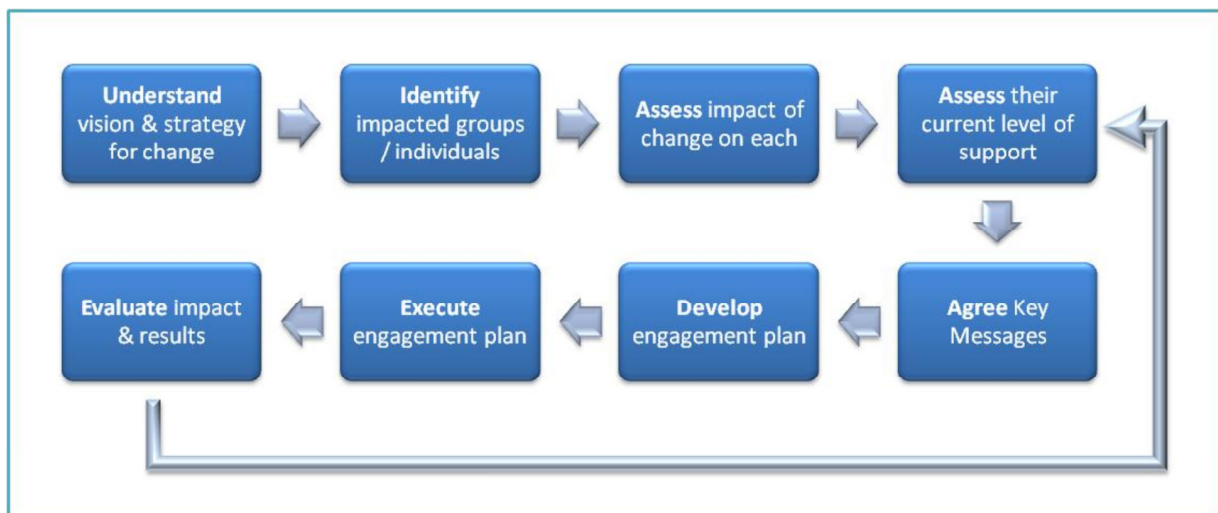 Understand
vision & strategy
for change
Identify
impacted groups
/ individuals
Assess impact of
change on each
Assess their
current level of
support
Agree Key
Messages
Develop
engagement plan
Execute
engagement plan
Evaluate impact
& results